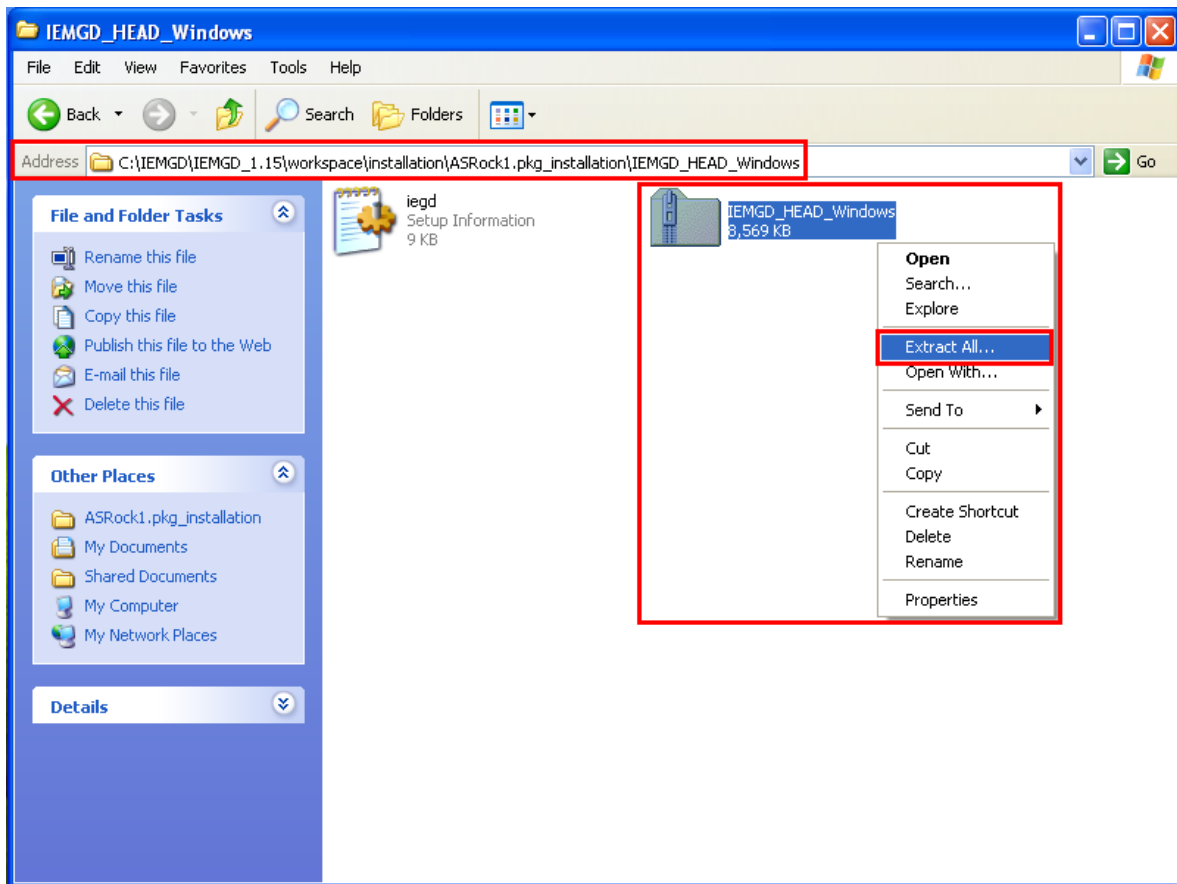 IEMGD_HEAD_Windows
File Edit View Favorites Tools Help
Back Search Folders
Address C:\IEMGD\IEMGD_1.15\workspace\installation\ASRock1.pkg_installation\IEMGD_HEAD_Windows Go
File and Folder Tasks
Rename this file
Move this file
Copy this file
Publish this file to the Web
E-mail this file
Delete this file
Other Places
ASRock1.pkg_installation
My Documents
Shared Documents
My Computer
My Network Places
Details
iegd
Setup Information
9 KB
IEMGD_HEAD_Windows
8,569 KB
Open
Search...
Explore
Extract All...
Open With...
Send To
Cut
Copy
Create Shortcut
Delete
Rename
Properties